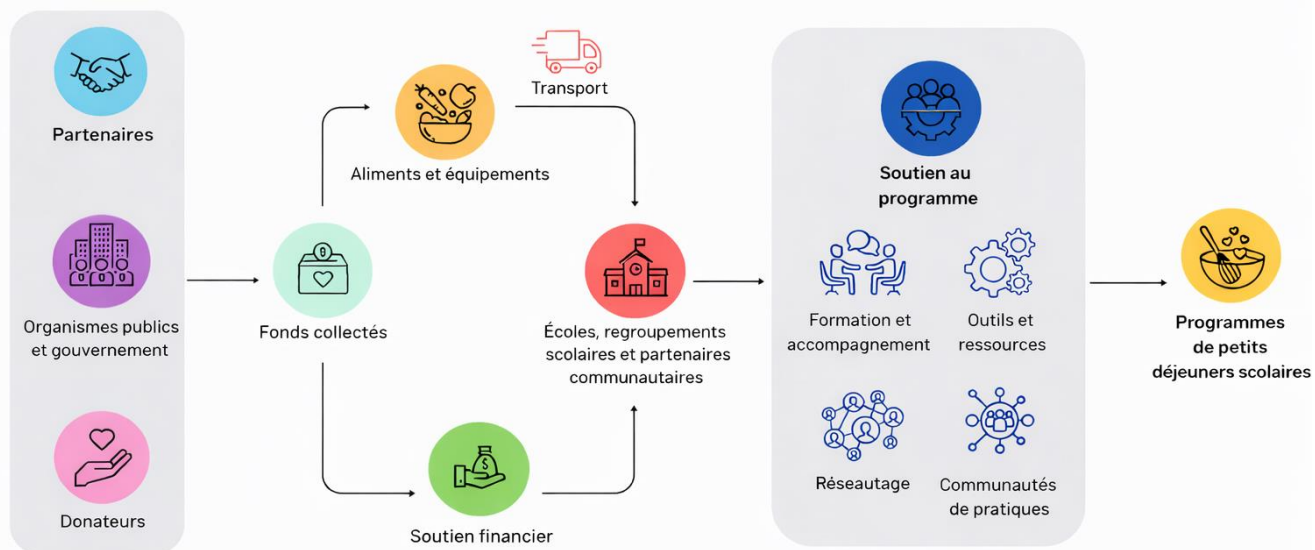 Partenaires
Organismes publics
et gouvernement
Donateurs
Fonds collectés
Aliments et équipements
Transport
Soutien financier
Écoles, regroupements
scolaires et partenaires
communautaires
Soutien au
programme
Formation et
accompagnement
Outils et
ressources
Réseautage
Communautés
de pratiques
Programmes
de petits
déjeuners scolaires